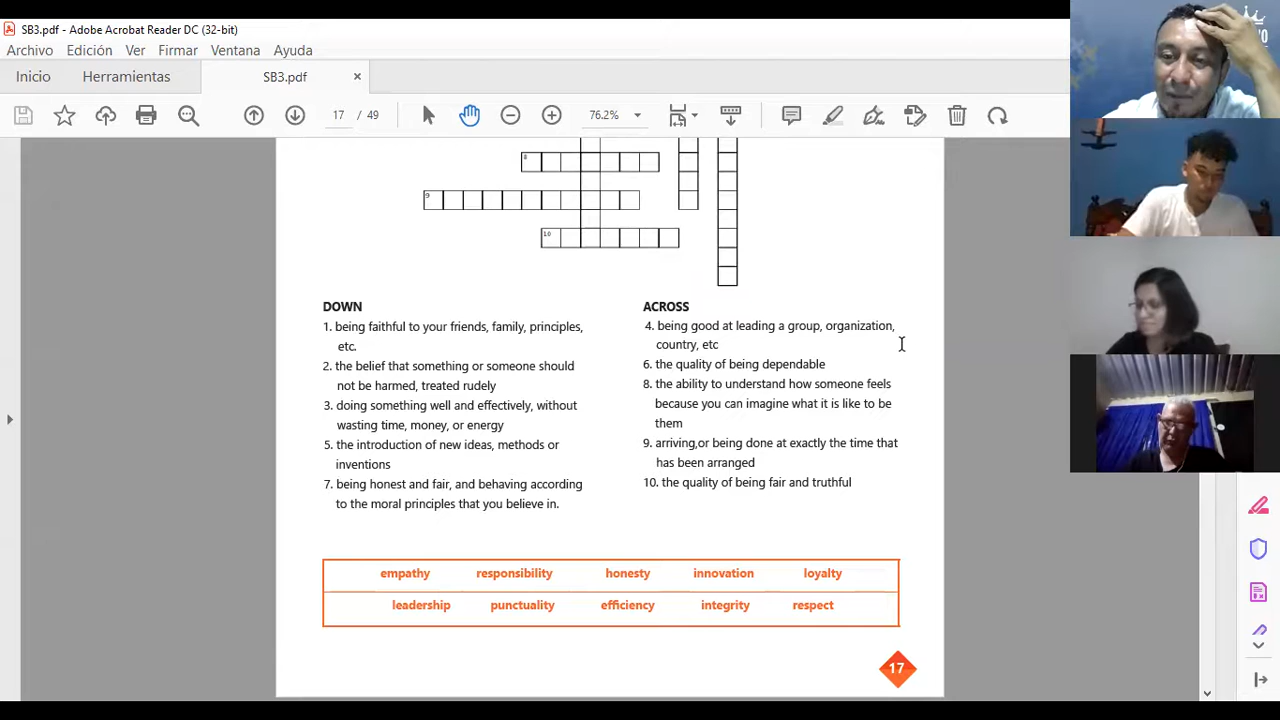 SB3.pdf - Adobe Acrobat Reader DC (32-bit)
Archivo Edición Ver Firmar Ventana Ayuda
Inicio Herramientas SB3.pdf ×
17 / 49 76.2%
8
9
10
DOWN
1. being faithful to your friends, family, principles,
etc.
2. the belief that something or someone should
not be harmed, treated rudely
3. doing something well and effectively, without
wasting time, money, or energy
5. the introduction of new ideas, methods or
inventions
7. being honest and fair, and behaving according
to the moral principles that you believe in.
ACROSS
4. being good at leading a group, organization,
country, etc
6. the quality of being dependable
8. the ability to understand how someone feels
because you can imagine what it is like to be
them
9. arriving,or being done at exactly the time that
has been arranged
10. the quality of being fair and truthful
empathy responsibility honesty innovation loyalty
leadership punctuality efficiency integrity respect
17